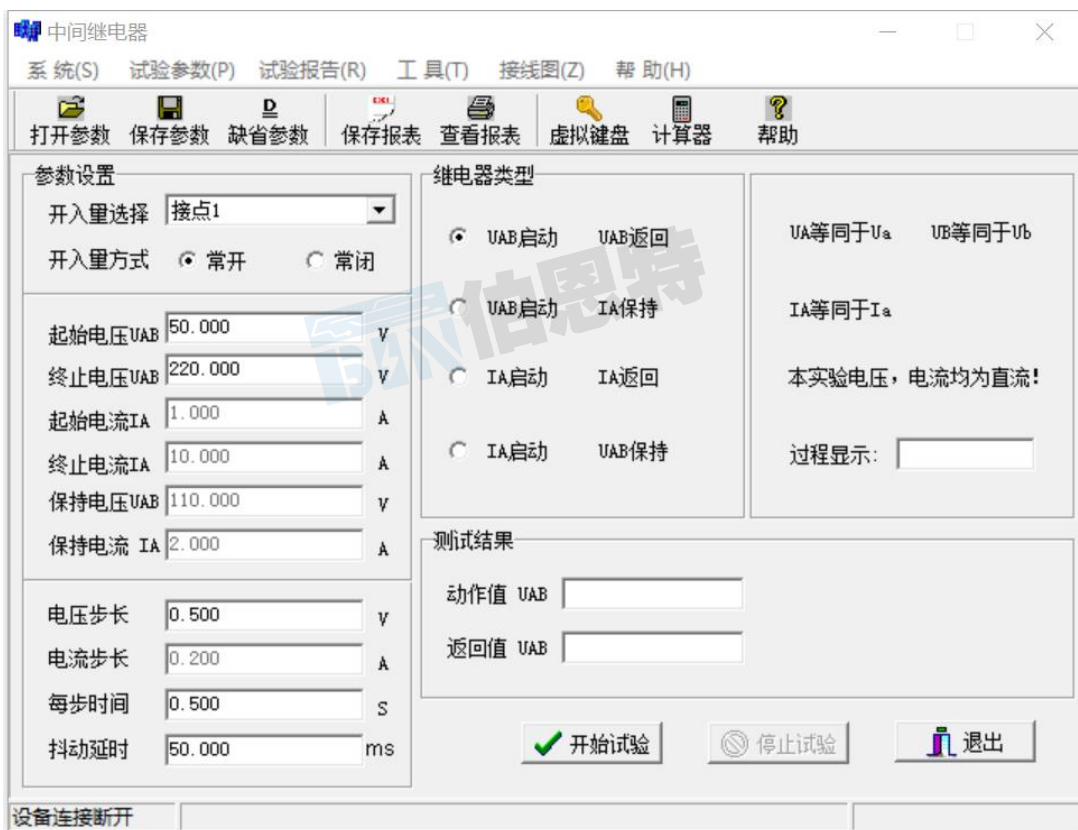 中间继电器
系 统(S) 试验参数(P) 试验报告(R) 工 具(T) 接线图(Z) 帮 助(H)
打开参数 保存参数 缺省参数 保存报表 查看报表 虚拟键盘 计算器 帮助
参数设置
开入量选择 接点1
开入量方式 常开 常闭
起始电压UAB 50.000 V
终止电压UAB 220.000 V
起始电流IA 1.000 A
终止电流IA 10.000 A
保持电压UAB 110.000 V
保持电流 IA 2.000 A
电压步长 0.500 V
电流步长 0.200 A
每步时间 0.500 S
抖动延时 50.000 ms
继电器类型
UAB启动 UAB返回
UAB启动 IA保持
IA启动 IA返回
IA启动 UAB保持
UA等同于Ua UB等同于Ub
IA等同于Ia
本实验电压，电流均为直流!
过程显示:
测试结果
动作值 UAB
返回值 UAB
开始试验 停止试验 退出
设备连接断开
伯恩特